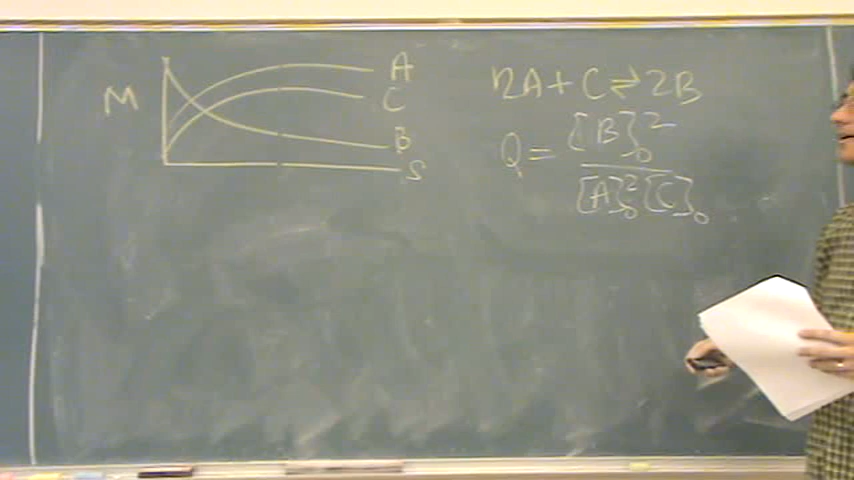 M
A
C
B
S
2A + C ⇌ 2B
Q = [B]₀² / [A]₀² [C]₀